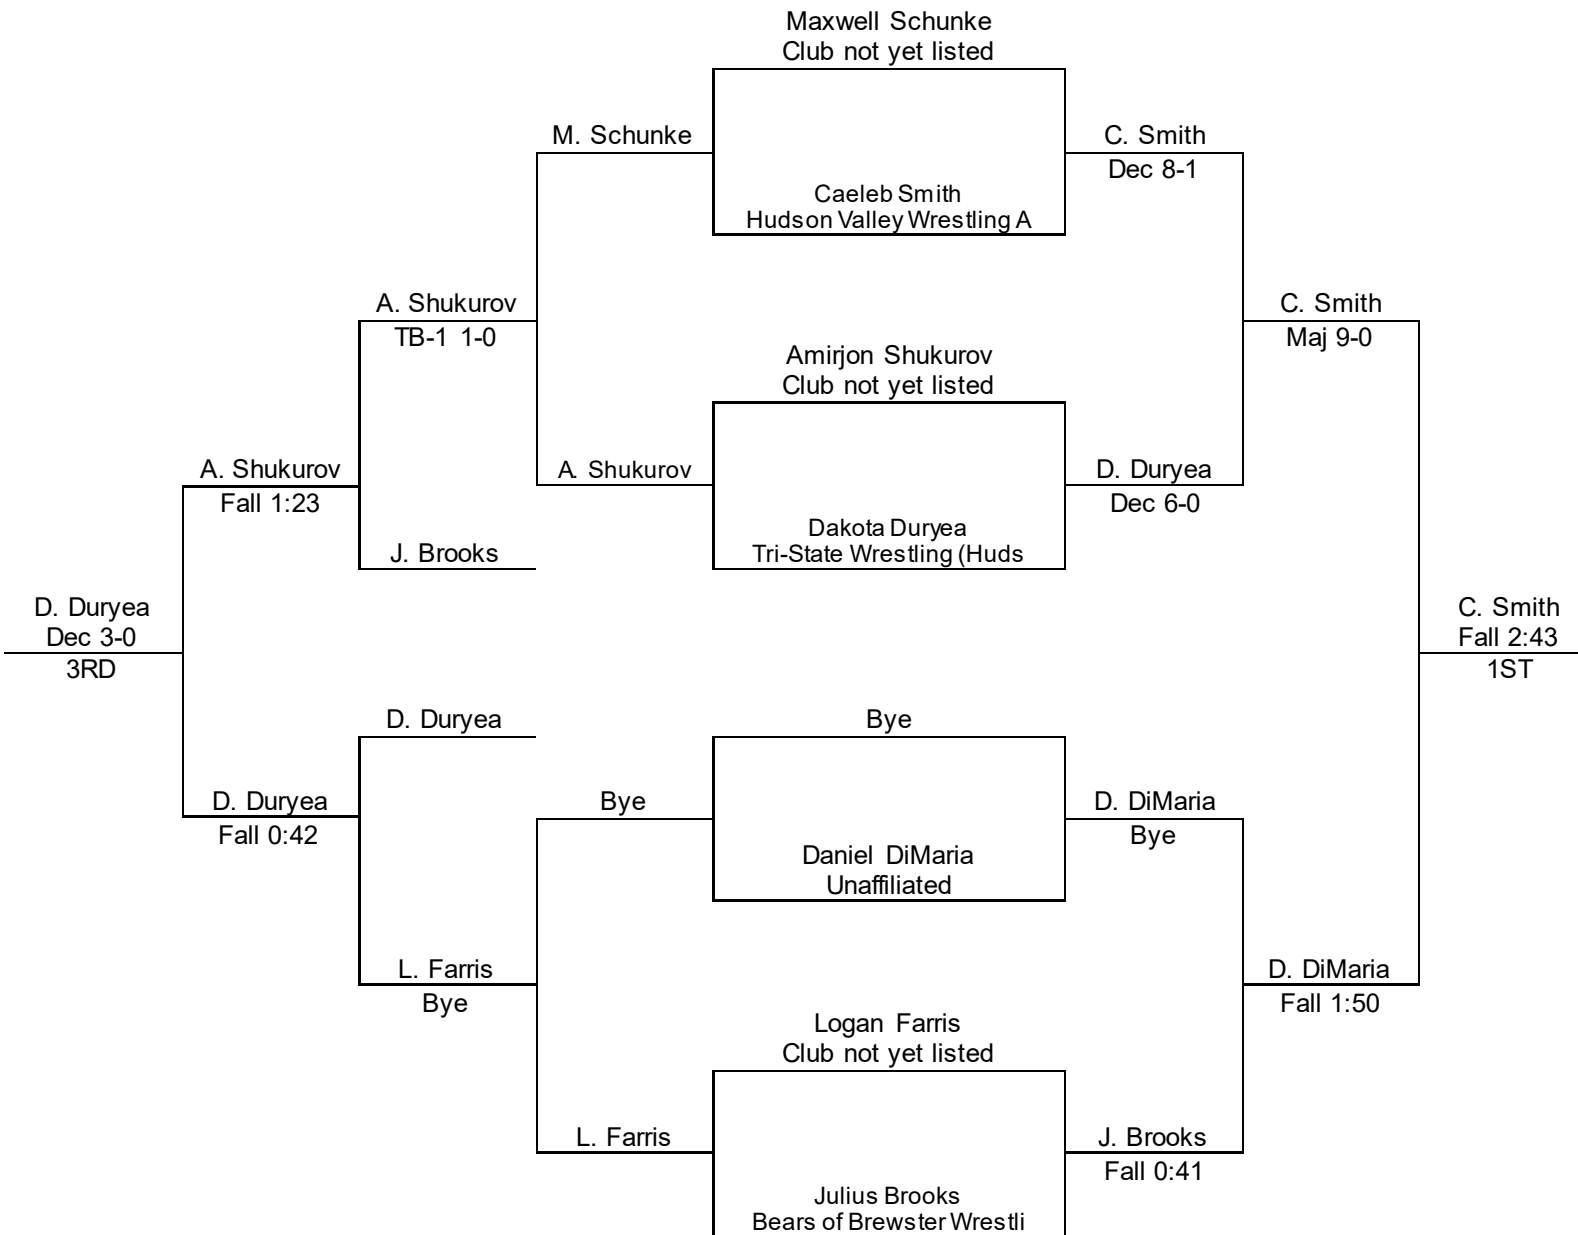 Maxwell Schunke
Club not yet listed
M. Schunke
C. Smith
Dec 8-1
Caeleb Smith
Hudson Valley Wrestling A
A. Shukurov
TB-1 1-0
C. Smith
Maj 9-0
Amirjon Shukurov
Club not yet listed
A. Shukurov
Fall 1:23
A. Shukurov
D. Duryea
Dec 6-0
Dakota Duryea
Tri-State Wrestling (Huds
J. Brooks
D. Duryea
Dec 3-0
3RD
C. Smith
Fall 2:43
1ST
D. Duryea
Bye
D. Duryea
Fall 0:42
Bye
D. DiMaria
Bye
Daniel DiMaria
Unaffiliated
L. Farris
Bye
D. DiMaria
Fall 1:50
Logan Farris
Club not yet listed
L. Farris
J. Brooks
Fall 0:41
Julius Brooks
Bears of Brewster Wrestli